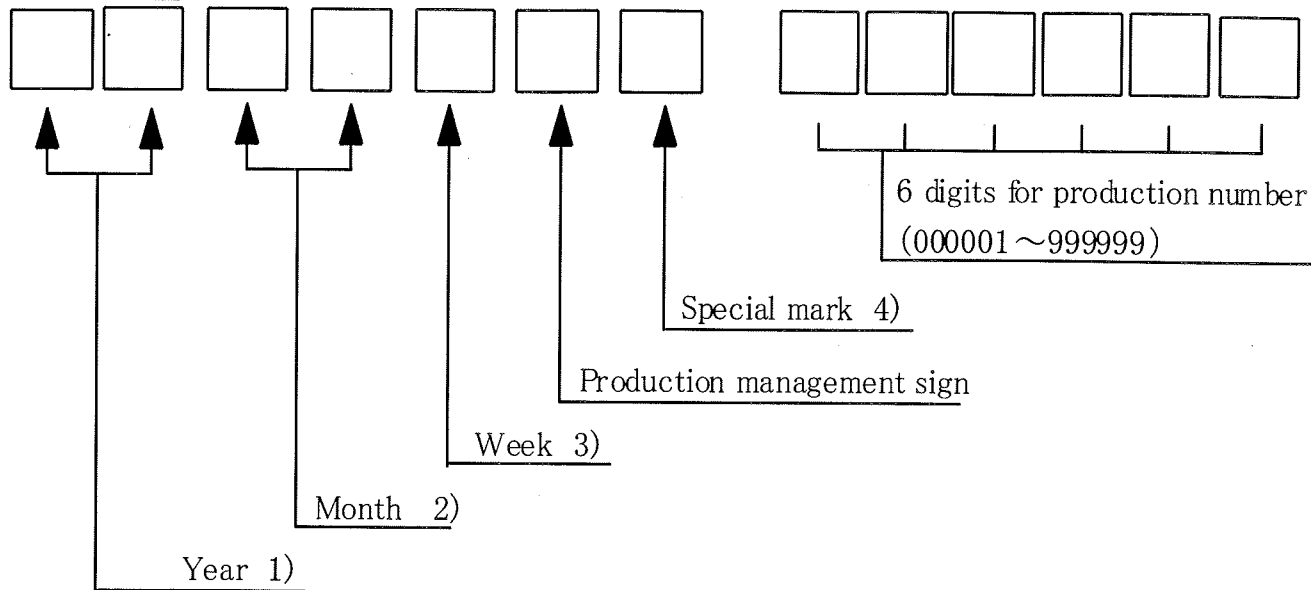 6 digits for production number
(000001～999999)
Special mark 4)
Production management sign
Week 3)
Month 2)
Year 1)